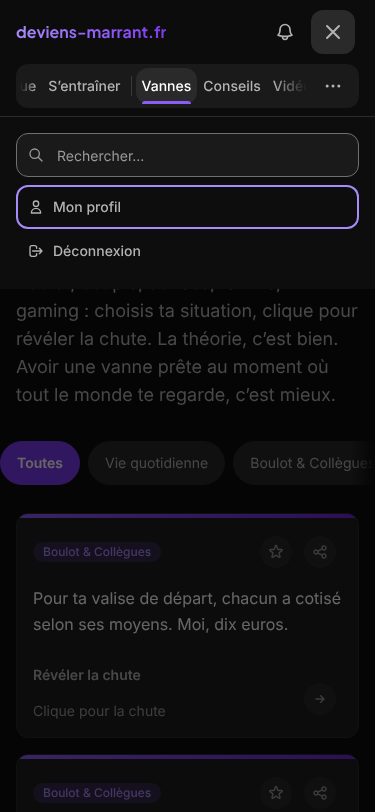 deviens-marrant.fr
ue S'entraîner Vannes Conseils Vidé
Rechercher...
Mon profil
Déconnexion
gaming : choisis ta situation, clique pour
révéler la chute. La théorie, c'est bien.
Avoir une vanne prête au moment où
tout le monde te regarde, c'est mieux.
Toutes Vie quotidienne Boulot & Collègues
Boulot & Collègues
Pour ta valise de départ, chacun a cotisé
selon ses moyens. Moi, dix euros.
Révéler la chute
Clique pour la chute
Boulot & Collègues